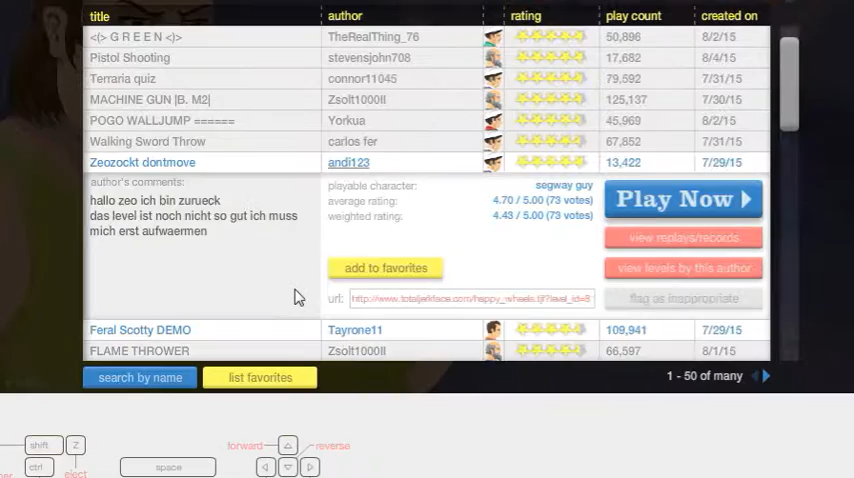 title author rating play count created on
<(> G R E E N <)> TheRealThing_76 50,896 8/2/15
Pistol Shooting stevensjohn708 17,682 8/4/15
Terraria quiz connor11045 79,592 7/31/15
MACHINE GUN |B. M2| Zsolt1000II 125,137 7/30/15
POGO WALLJUMP ====== Yorkua 45,969 8/2/15
Walking Sword Throw carlos fer 67,852 7/31/15
Zeozockt dontmove andi123 13,422 7/29/15
author's comments:
hallo zeo ich bin zurueck
das level ist noch nicht so gut ich muss
mich erst aufwaermen
playable character: segway guy
average rating: 4.70 / 5.00 (73 votes)
weighted rating: 4.43 / 5.00 (73 votes)
add to favorites
url: http://www.totaljerkface.com/happy_wheels.tjf?level_id=8
Play Now
view replays/records
view levels by this author
flag as inappropriate
Feral Scotty DEMO Tayrone11 109,941 7/29/15
FLAME THROWER Zsolt1000II 66,597 8/1/15
search by name list favorites 1 - 50 of many
shift Z forward reverse
ctrl eject space